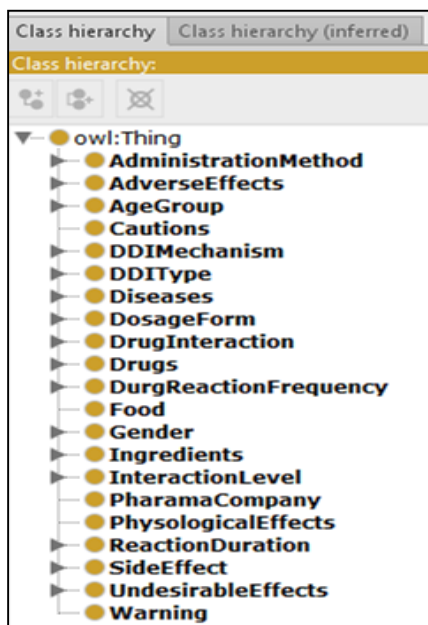 Class hierarchy Class hierarchy (inferred)
Class hierarchy:
owl:Thing
AdministrationMethod
AdverseEffects
AgeGroup
Cautions
DDIMechanism
DDIType
Diseases
DosageForm
DrugInteraction
Drugs
DurgReactionFrequency
Food
Gender
Ingredients
InteractionLevel
PharamaCompany
PhysologicalEffects
ReactionDuration
SideEffect
UndesirableEffects
Warning